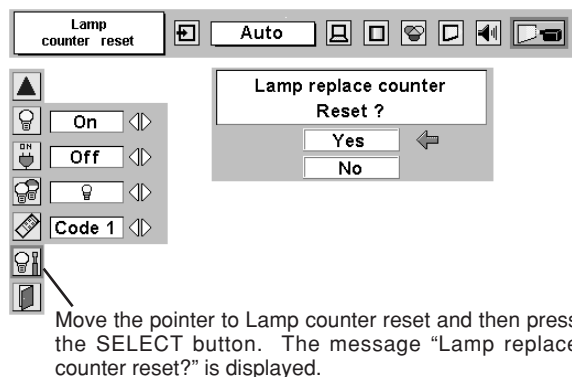 Lamp
counter reset
Auto
Lamp replace counter
Reset ?
Yes
No
On
ON
Off
Code 1
Move the pointer to Lamp counter reset and then press
the SELECT button. The message “Lamp replace
counter reset?” is displayed.